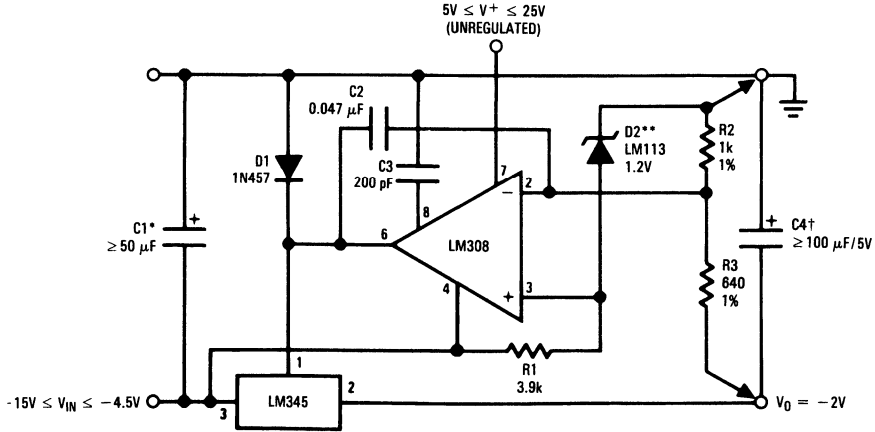 5V ≤ V+ ≤ 25V
(UNREGULATED)
C2
0.047 µF
D2**
LM113
1.2V
R2
1k
1%
D1
1N457
C3
200 pF
7
2
−
8
C1*
+
≥ 50 µF
6
LM308
+
C4†
≥ 100 µF/5V
R3
640
1%
4
+
3
R1
3.9k
1
-15V ≤ VIN ≤ −4.5V
3
LM345
2
VO = −2V